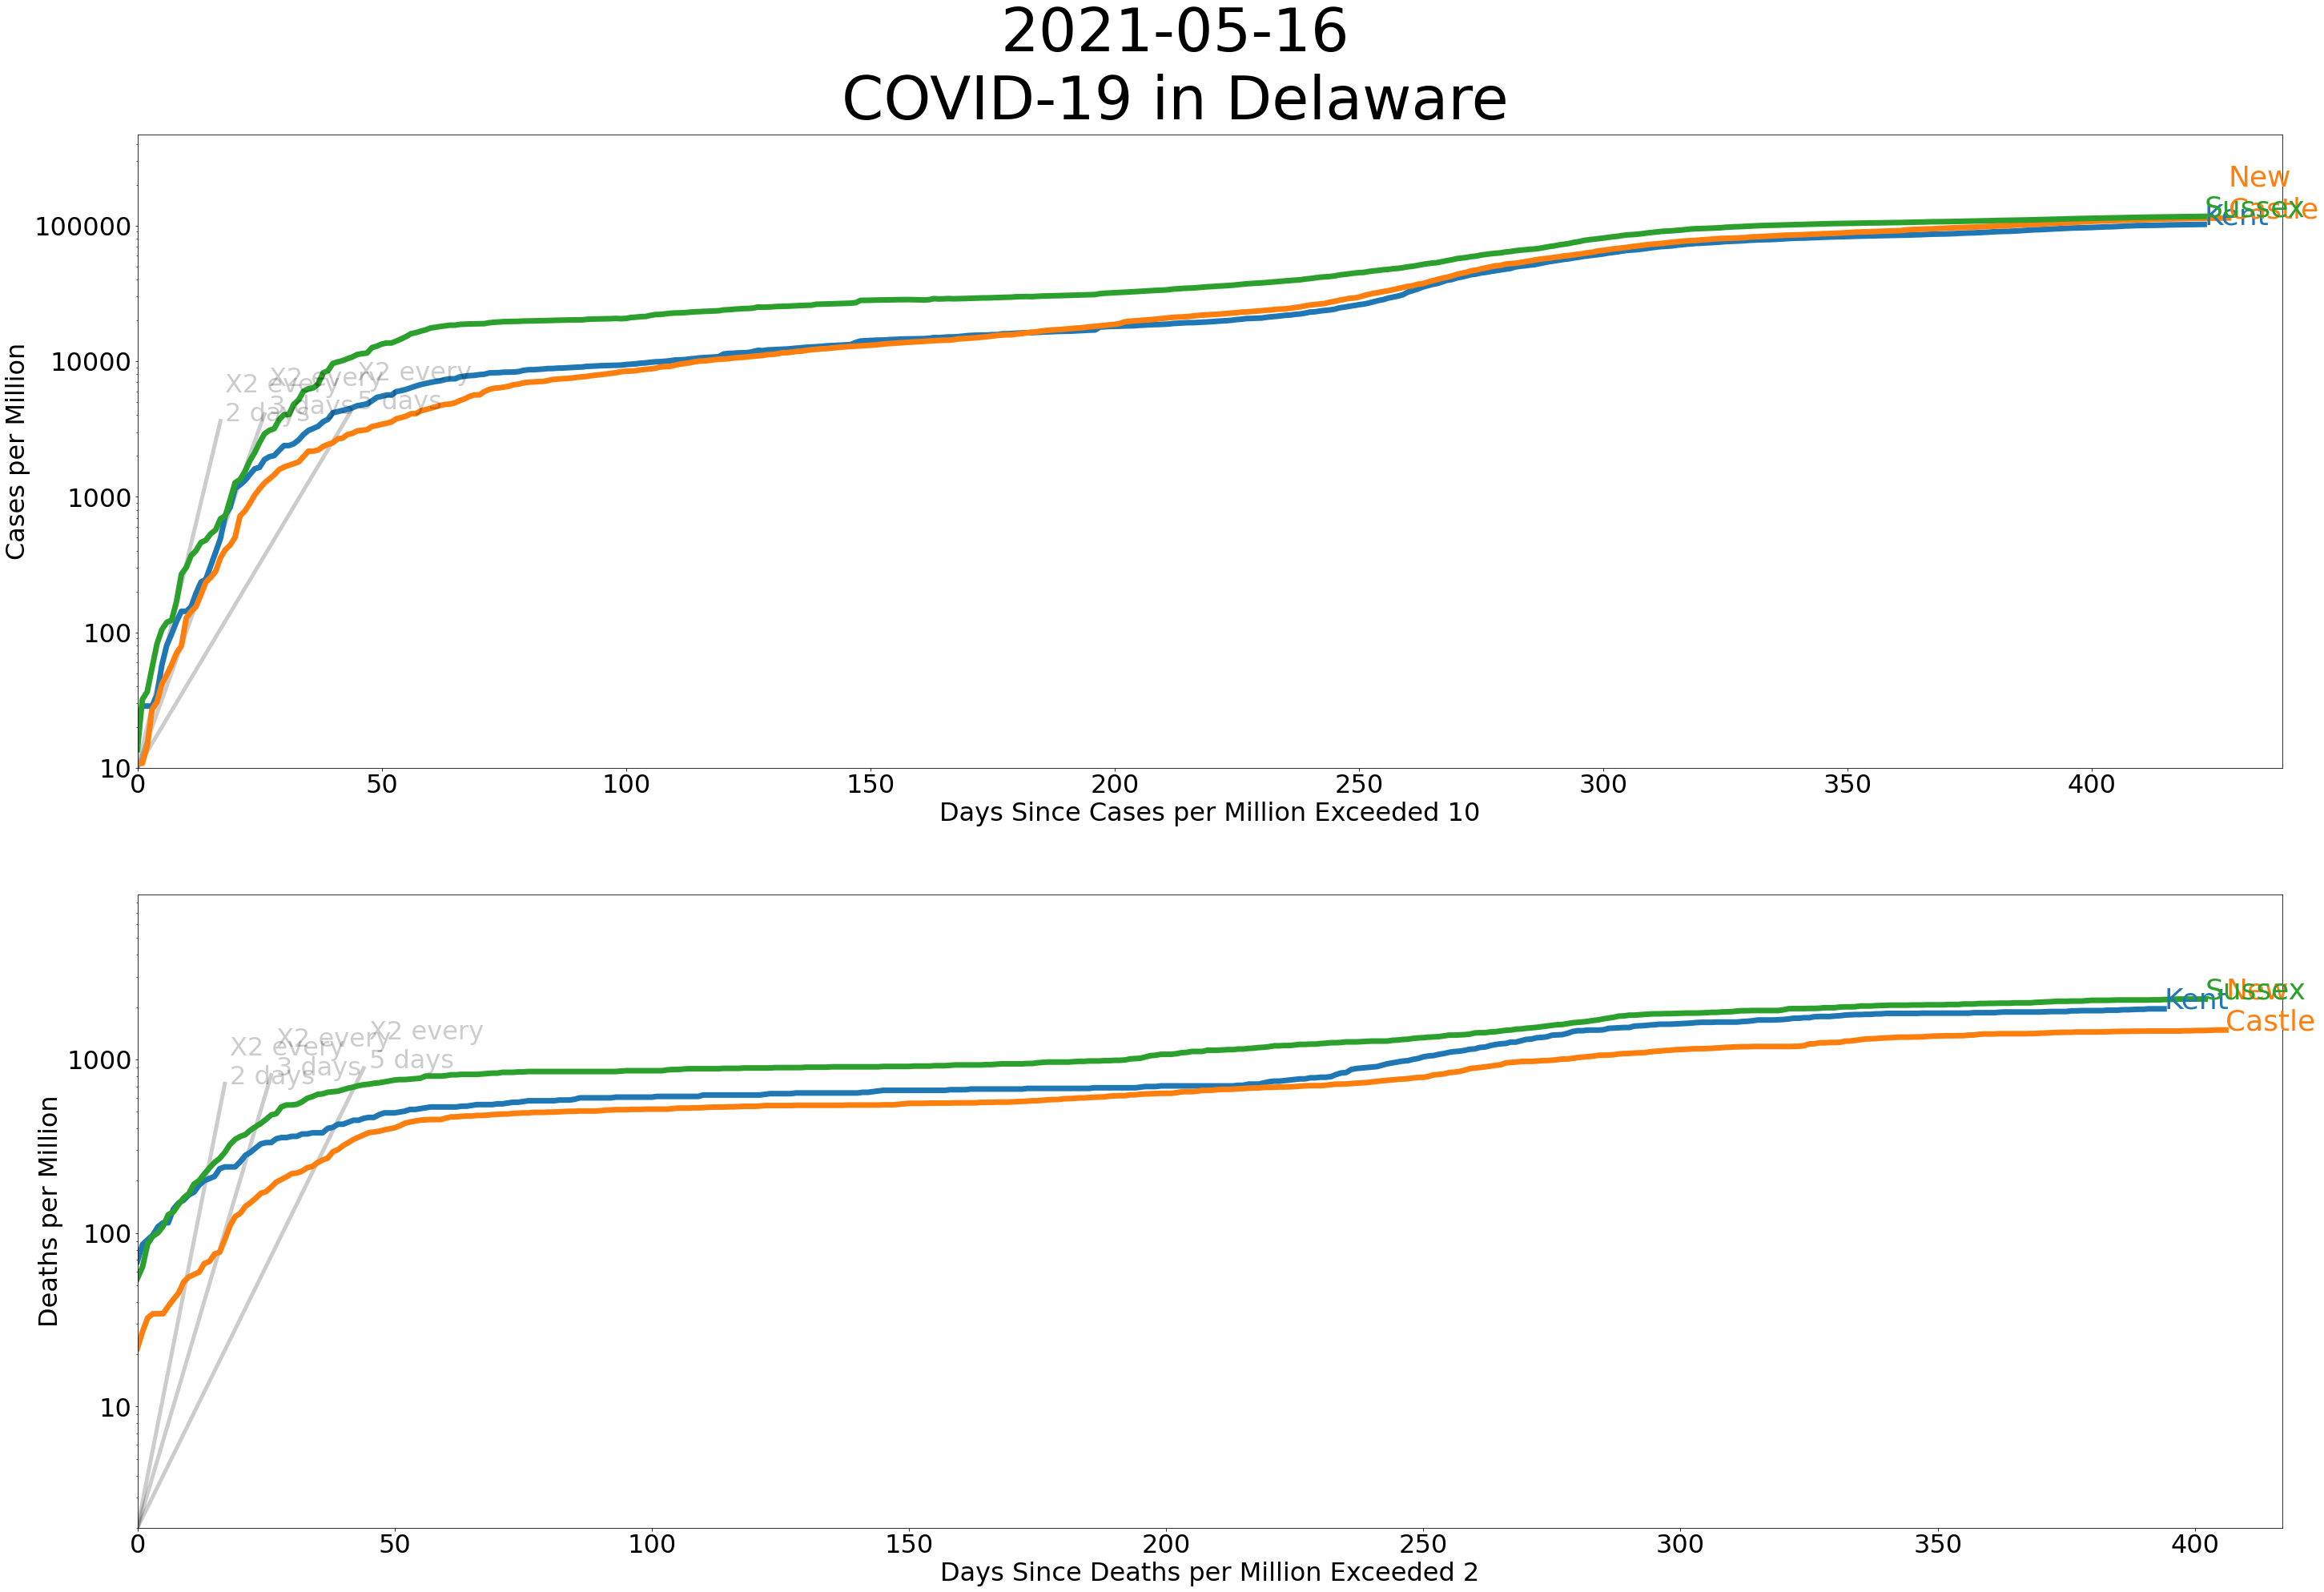 2021-05-16
COVID-19 in Delaware
Cases per Million
100000
10000
1000
100
10
New
Castle
Sussex
Kent
X2 every
2 days
X2 every
3 days
X2 every
5 days
0 50 100 150 200 250 300 350 400
Days Since Cases per Million Exceeded 10
Deaths per Million
1000
100
10
Kent
Sussex
New
Castle
X2 every
2 days
X2 every
3 days
X2 every
5 days
0 50 100 150 200 250 300 350 400
Days Since Deaths per Million Exceeded 2